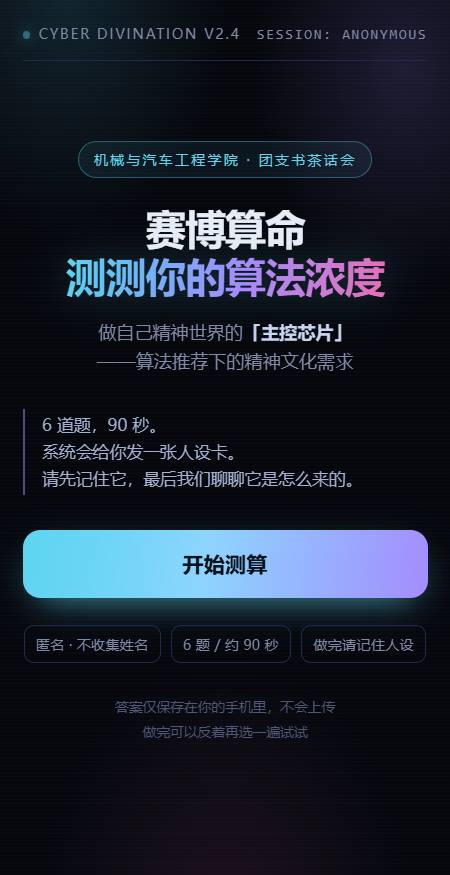 CYBER DIVINATION V2.4 SESSION: ANONYMOUS
机械与汽车工程学院 · 团支书茶话会
赛博算命
测测你的算法浓度
做自己精神世界的「主控芯片」
——算法推荐下的精神文化需求
6 道题，90 秒。
系统会给你发一张人设卡。
请先记住它，最后我们聊聊它是怎么来的。
开始测算
匿名 · 不收集姓名 6 题 / 约 90 秒 做完请记住人设
答案仅保存在你的手机里，不会上传
做完可以反着再选一遍试试